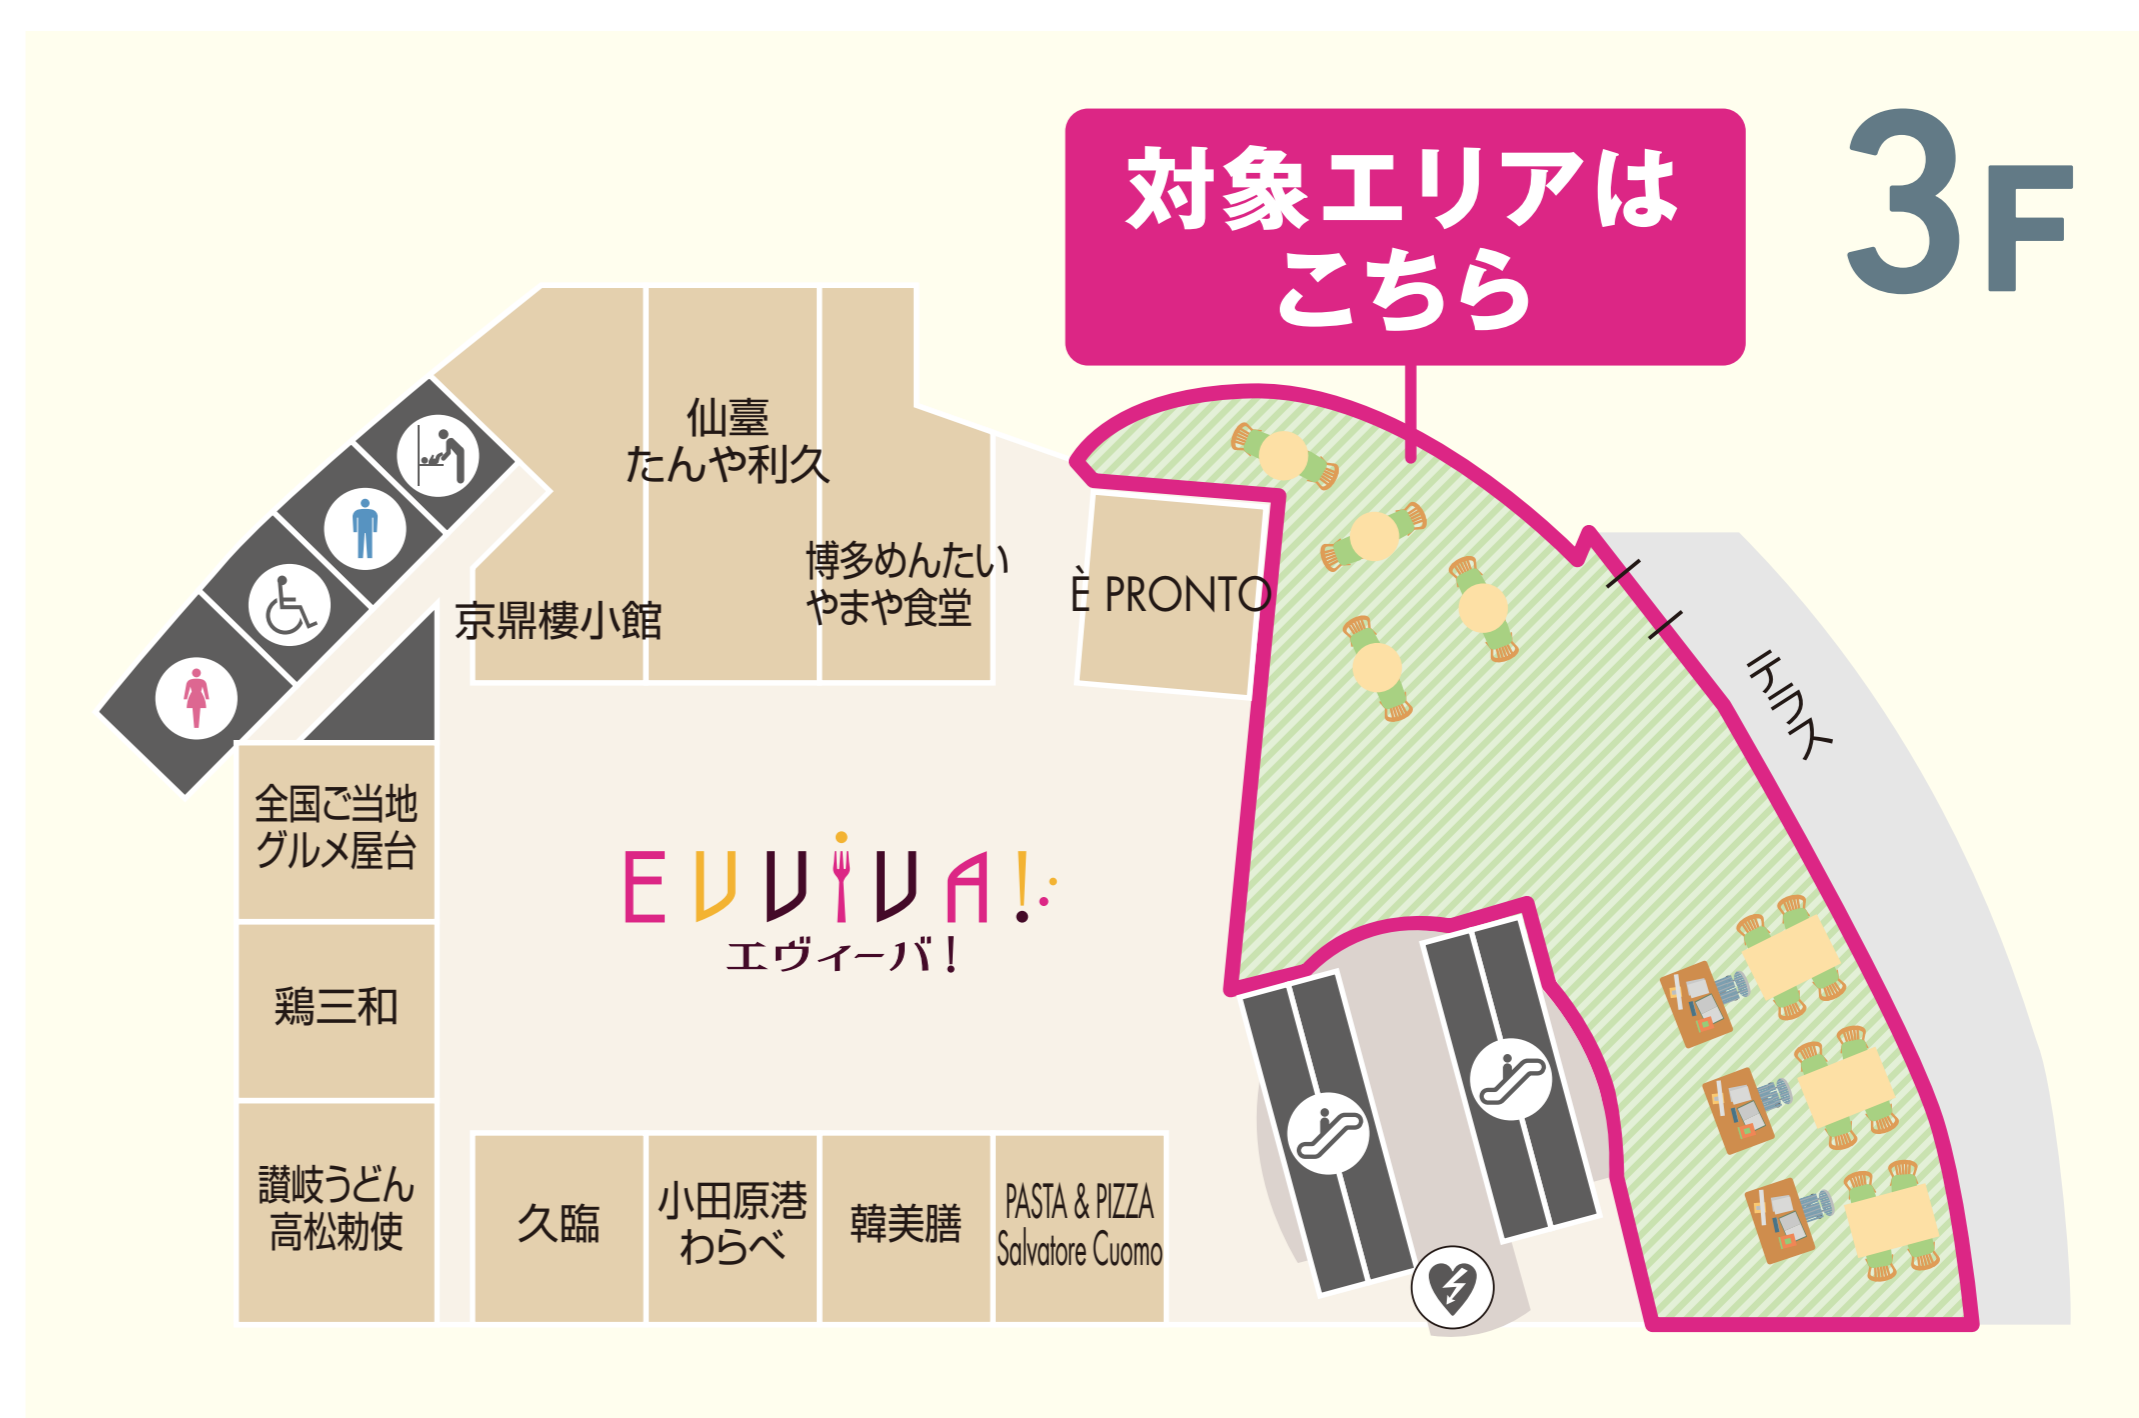 対象エリアは
こちら
3F
仙臺
たんや利久
博多めんたい
やまや食堂
È PRONTO
京鼎樓小館
テラス
全国ご当地
グルメ屋台
EVViVA!
エヴィーバ!
鶏三和
讃岐うどん
高松勅使
久臨
小田原港
わらべ
韓美膳
PASTA & PIZZA
Salvatore Cuomo